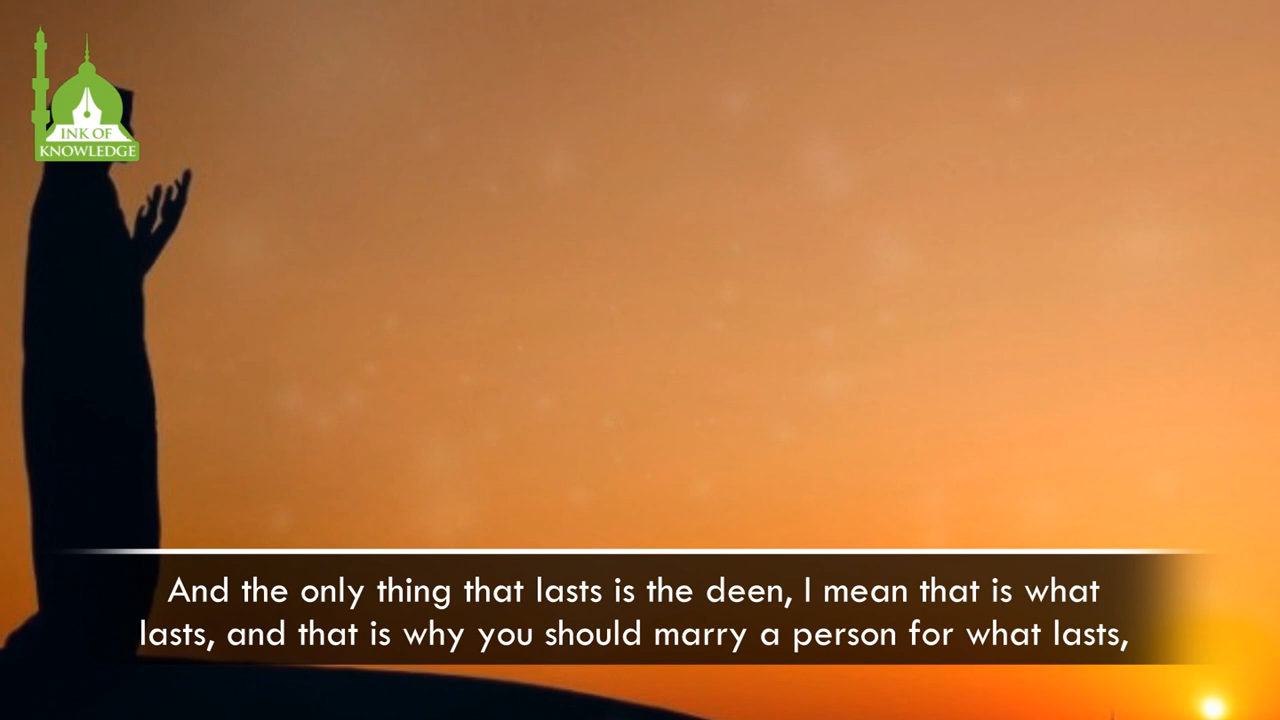 INK OF
KNOWLEDGE
And the only thing that lasts is the deen, I mean that is what
lasts, and that is why you should marry a person for what lasts,